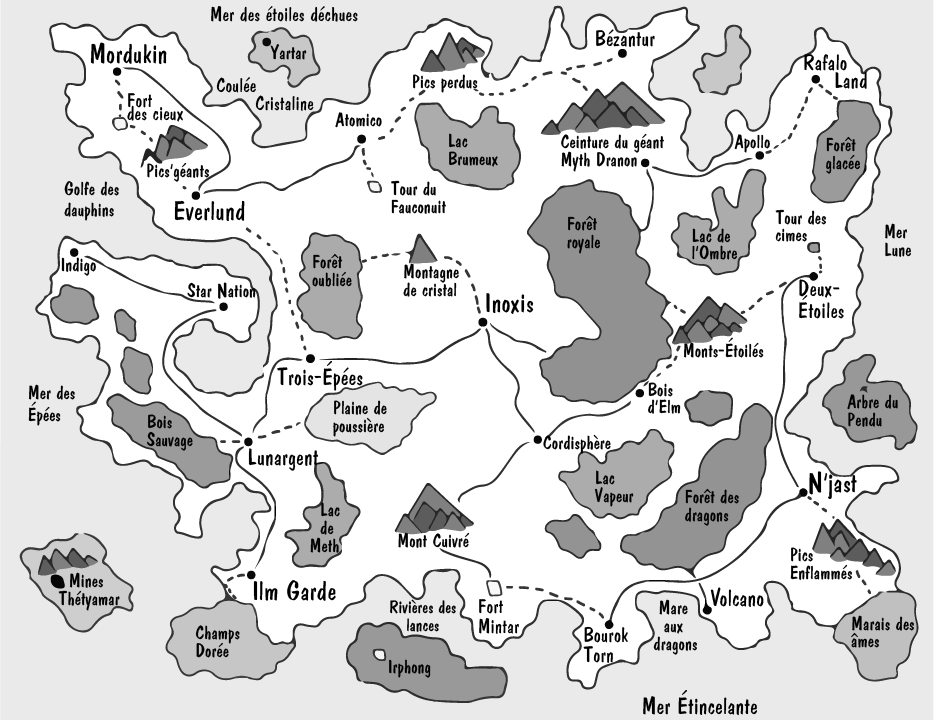 Mer des étoiles déchues
Yartar
Mordukin
Bézantur
Rafalo
Land
Pics perdus
Coulée
Cristaline
Fort
des cieux
Atomico
Lac
Brumeux
Ceinture du géant
Myth Dranon
Apollo
Forêt
glacée
Pics'géants
Golfe des
dauphins
Everlund
Tour du
Fauconuit
Forêt
royale
Lac de
l'Ombre
Tour des
cimes
Mer
Lune
Indigo
Star Nation
Forêt
oubliée
Montagne
de cristal
Inoxis
Deux-
Étoiles
Monts-Étoilés
Trois-Épées
Mer des
Épées
Bois
Sauvage
Plaine de
poussière
Bois
d'Elm
Arbre du
Pendu
Lunargent
Cordisphère
Lac
Vapeur
Forêt des
dragons
N'jast
Lac
de
Meth
Mont Cuivré
Pics
Enflammés
Mines
Thétyamar
Ilm Garde
Rivières des
lances
Fort
Mintar
Mare
aux
dragons
Volcano
Champs
Dorée
Bourok
Torn
Marais des
âmes
Irphong
Mer Étincelante